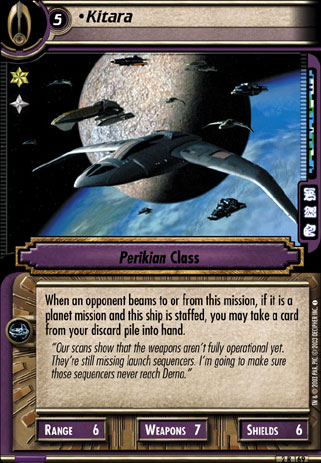 5
• Kitara
Perikian Class
When an opponent beams to or from this mission, if it is a
planet mission and this ship is staffed, you may take a card
from your discard pile into hand.
"Our scans show that the weapons aren't fully operational yet.
They're still missing launch sequencers. I'm going to make sure
those sequencers never reach Derna."
RANGE 6
WEAPONS 7
SHIELDS 6
2 R 169